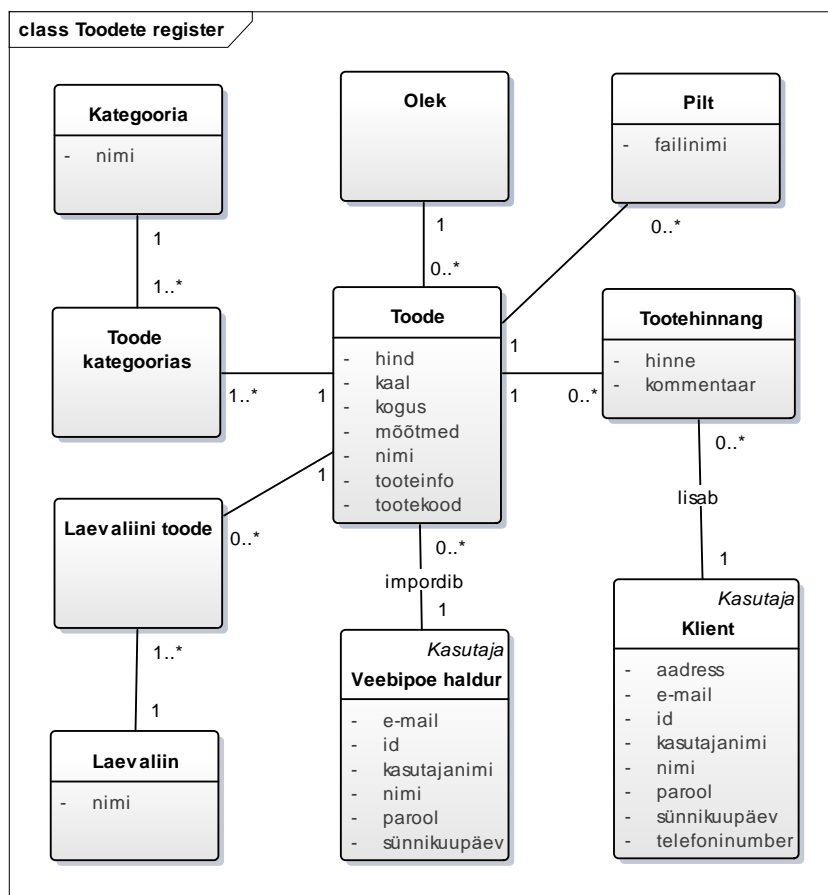 class Toodete register
Kategooria
- nimi
Olek
Pilt
- failinimi
1
1..*
1
0..*
0..*
Toode
kategoorias
1..*
1
Toode
- hind
- kaal
- kogus
- mõõtmed
- nimi
- tooteinfo
- tootekood
1
1
0..*
Tootehinnang
- hinne
- kommentaar
Laevaliini toode
0..*
1
0..*
impordib
1
0..*
lisab
1
1..*
1
Laevaliin
- nimi
Kasutaja
Veebipoe haldur
- e-mail
- id
- kasutajanimi
- nimi
- parool
- sünnikuupäev
Kasutaja
Klient
- aadress
- e-mail
- id
- kasutajanimi
- nimi
- parool
- sünnikuupäev
- telefoninumber